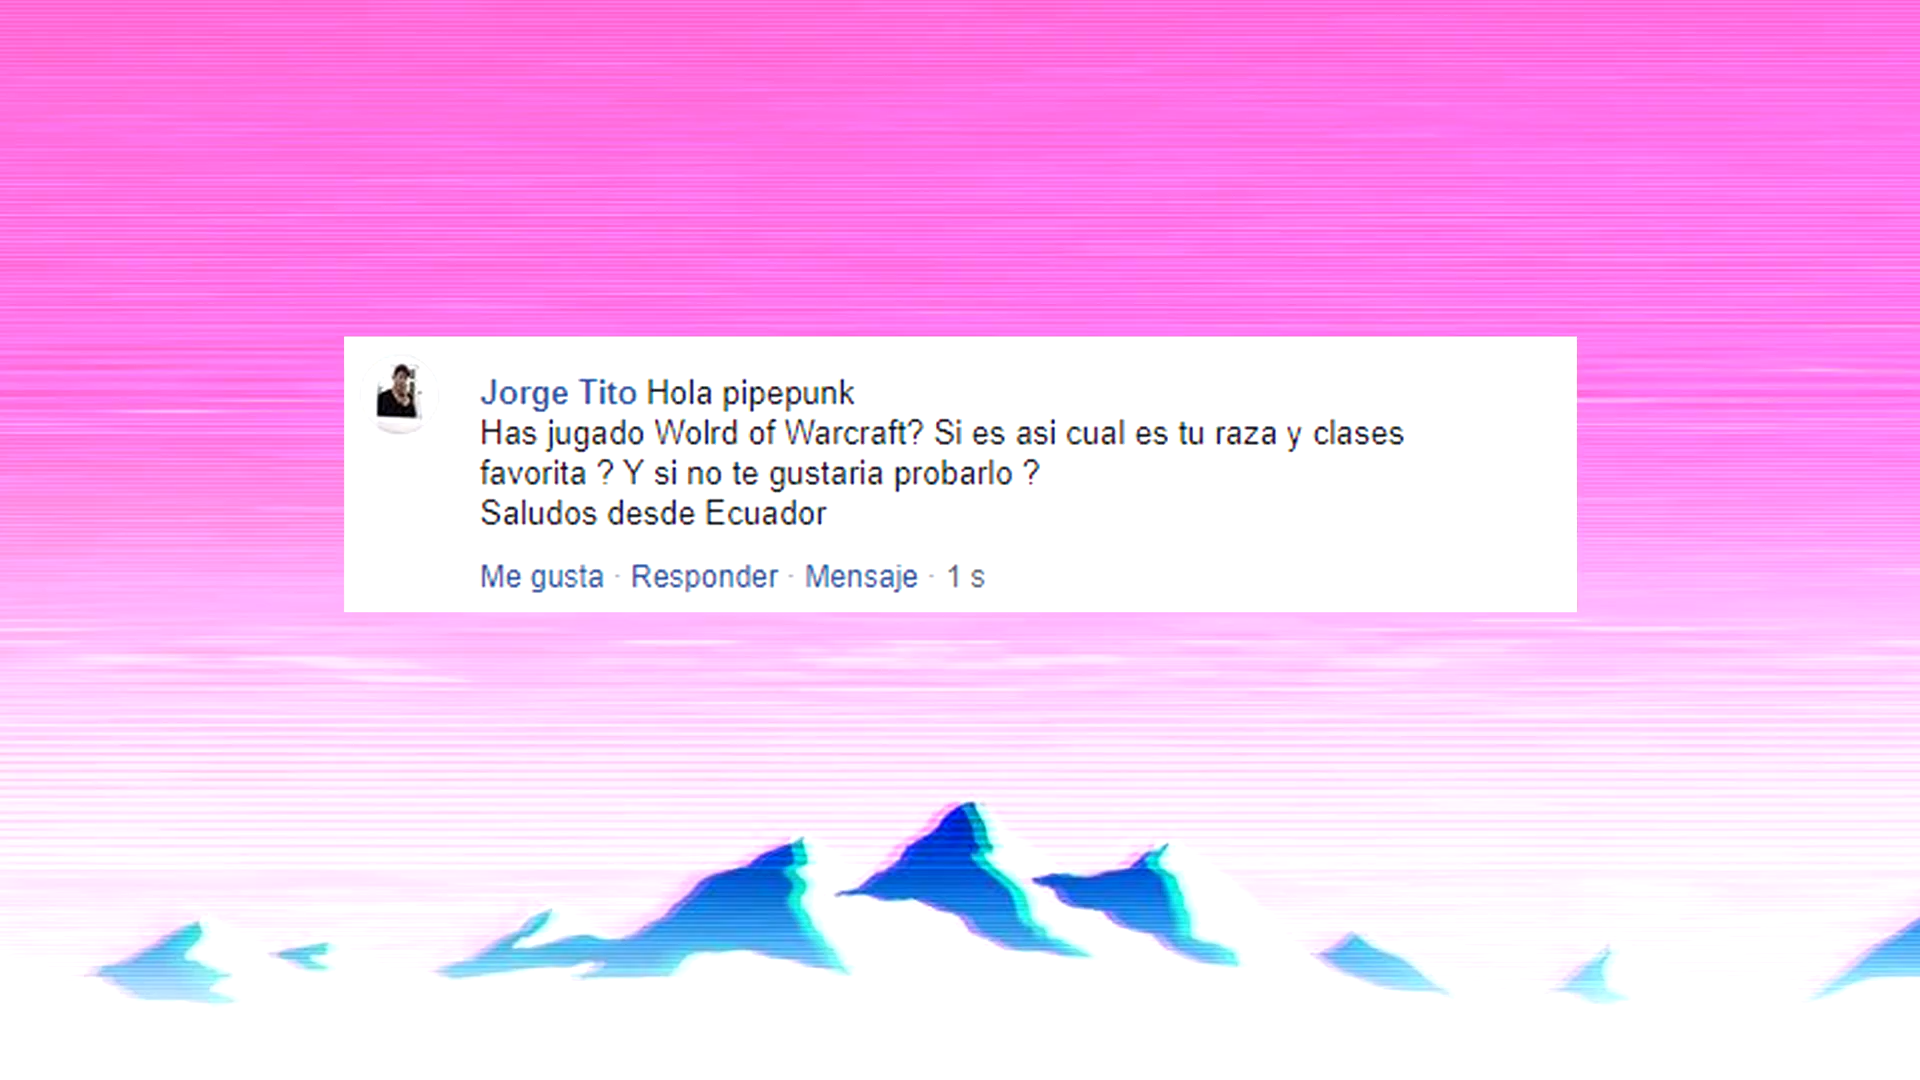 Jorge Tito Hola pipepunk
Has jugado Wolrd of Warcraft? Si es asi cual es tu raza y clases
favorita ? Y si no te gustaria probarlo ?
Saludos desde Ecuador
Me gusta · Responder · Mensaje · 1 s